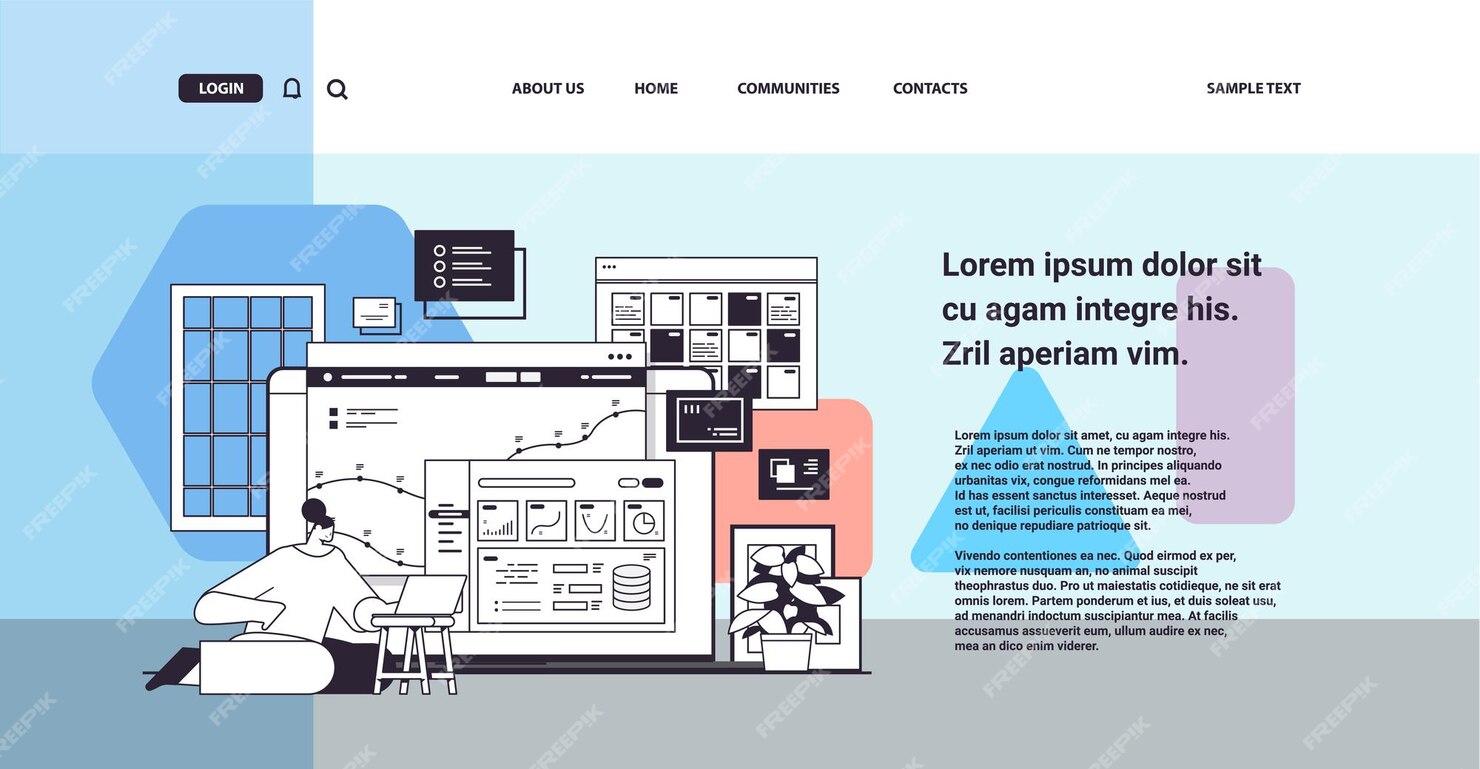 LOGIN
ABOUT US
HOME
COMMUNITIES
CONTACTS
SAMPLE TEXT
Lorem ipsum dolor sit
cu agam integre his.
Zril aperiam vim.
Lorem ipsum dolor sit amet, cu agam integre his.
Zril aperiam ut vim. Cum ne tempor nostro,
ex nec odio erat nostrud. In principes aliquando
urbanitas vix, congue reformidans mel ea.
Id has essent sanctus interesset. Aeque nostrud
est ut, facilisi periculis constituam ea mei,
no denique repudiare patrioque sit.
Vivendo contentiones ea nec. Quod eirmod ex per,
vix nemore nusquam an, no animal suscipit
theophrastus duo. Pro ut maiestatis cotidieque, ne sit erat
omnis lorem. Partem ponderum et ius, et duis soleat usu,
ad menandri indoctum suscipiantur mea. At facilis
accusamus assueverit eum, ullum audire ex nec,
mea an dico enim viderer.
FREEPIK